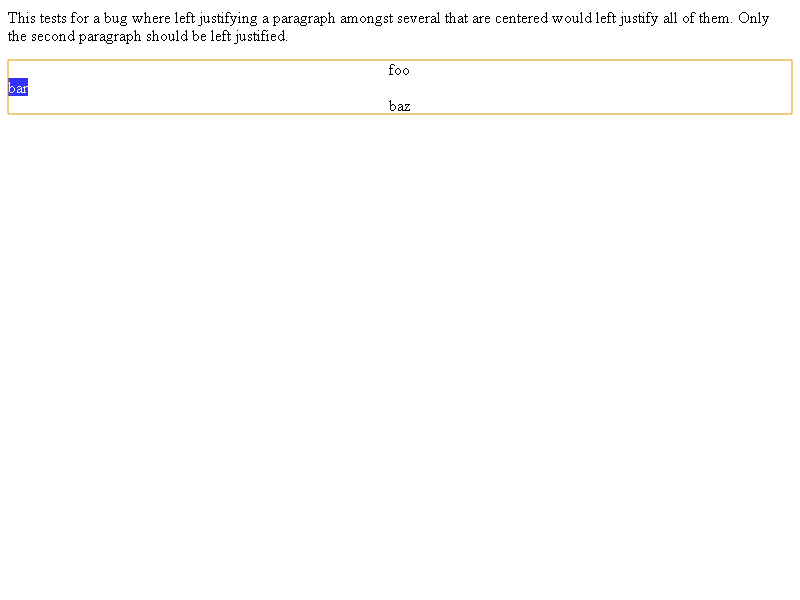 This tests for a bug where left justifying a paragraph amongst several that are centered would left justify all of them. Only
the second paragraph should be left justified.
foo
bar
baz